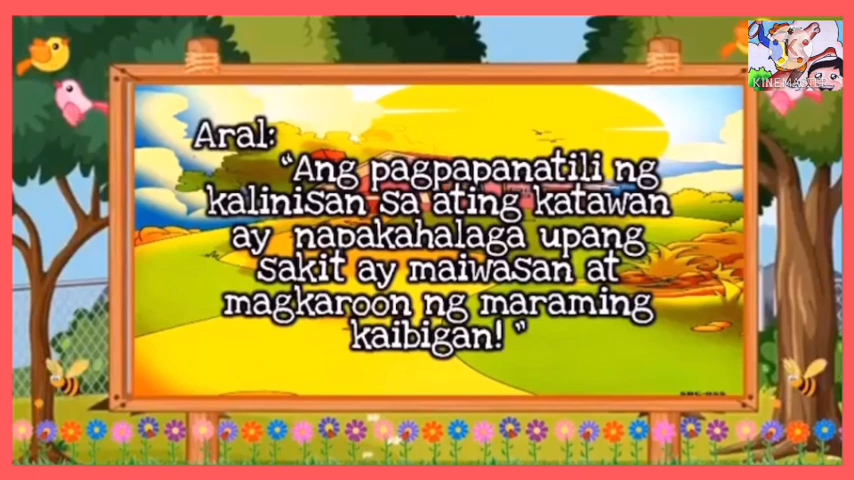 Aral:
“Ang pagpapanatili ng
kalinisan sa ating katawan
ay napakahalaga upang
sakit ay maiwasan at
magkaroon ng maraming
kaibigan! ”
KINEMASTER